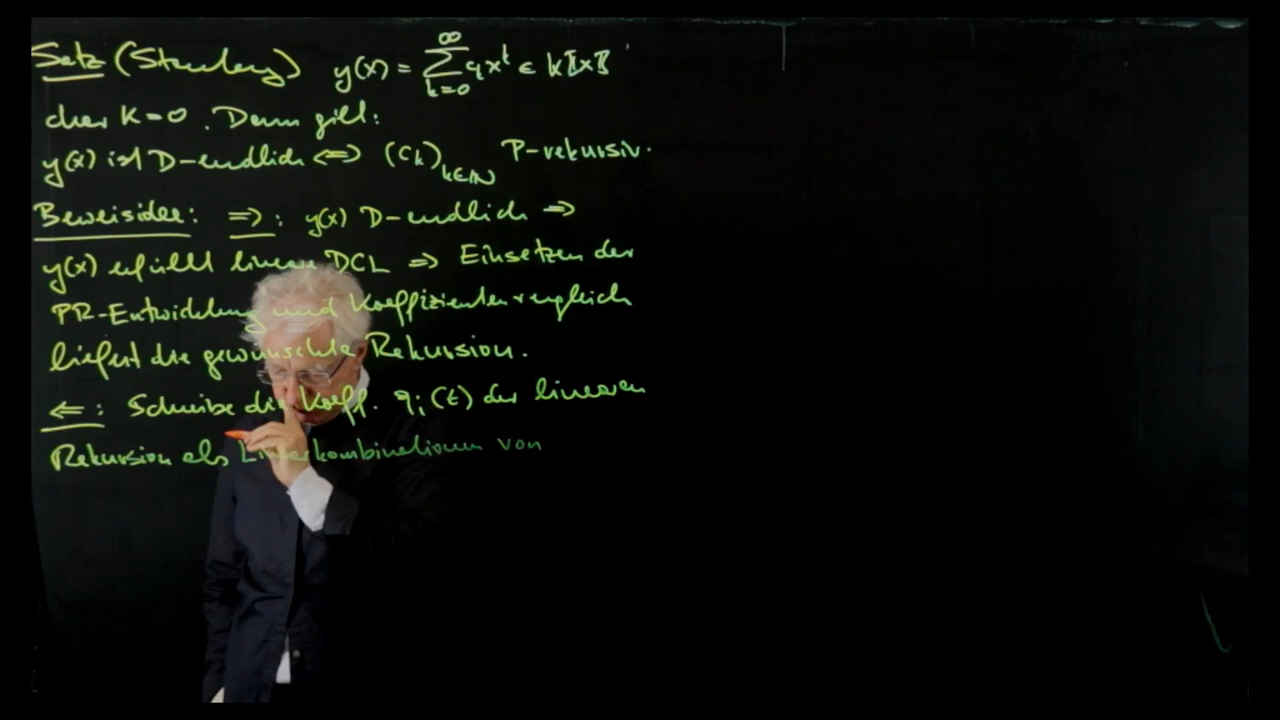 Satz (Stanley) y(x) = ∑_{k=0}^{∞} c_k x^k ∈ K⟦x⟧
char K = 0. Dann gilt:
y(x) ist D-endlich ⇔ (c_k)_{k∈ℕ} P-rekursiv.
Beweisidee: ⇒: y(x) D-endlich ⇒
y(x) erfüllt lineare DGL ⇒ Einsetzen der
PR-Entwicklung und Koeffizientenvergleich
liefert die gewünschte Rekursion.
⇐: Schreibe die Koeff. q_i(t) der linearen
Rekursion als Linearkombination von